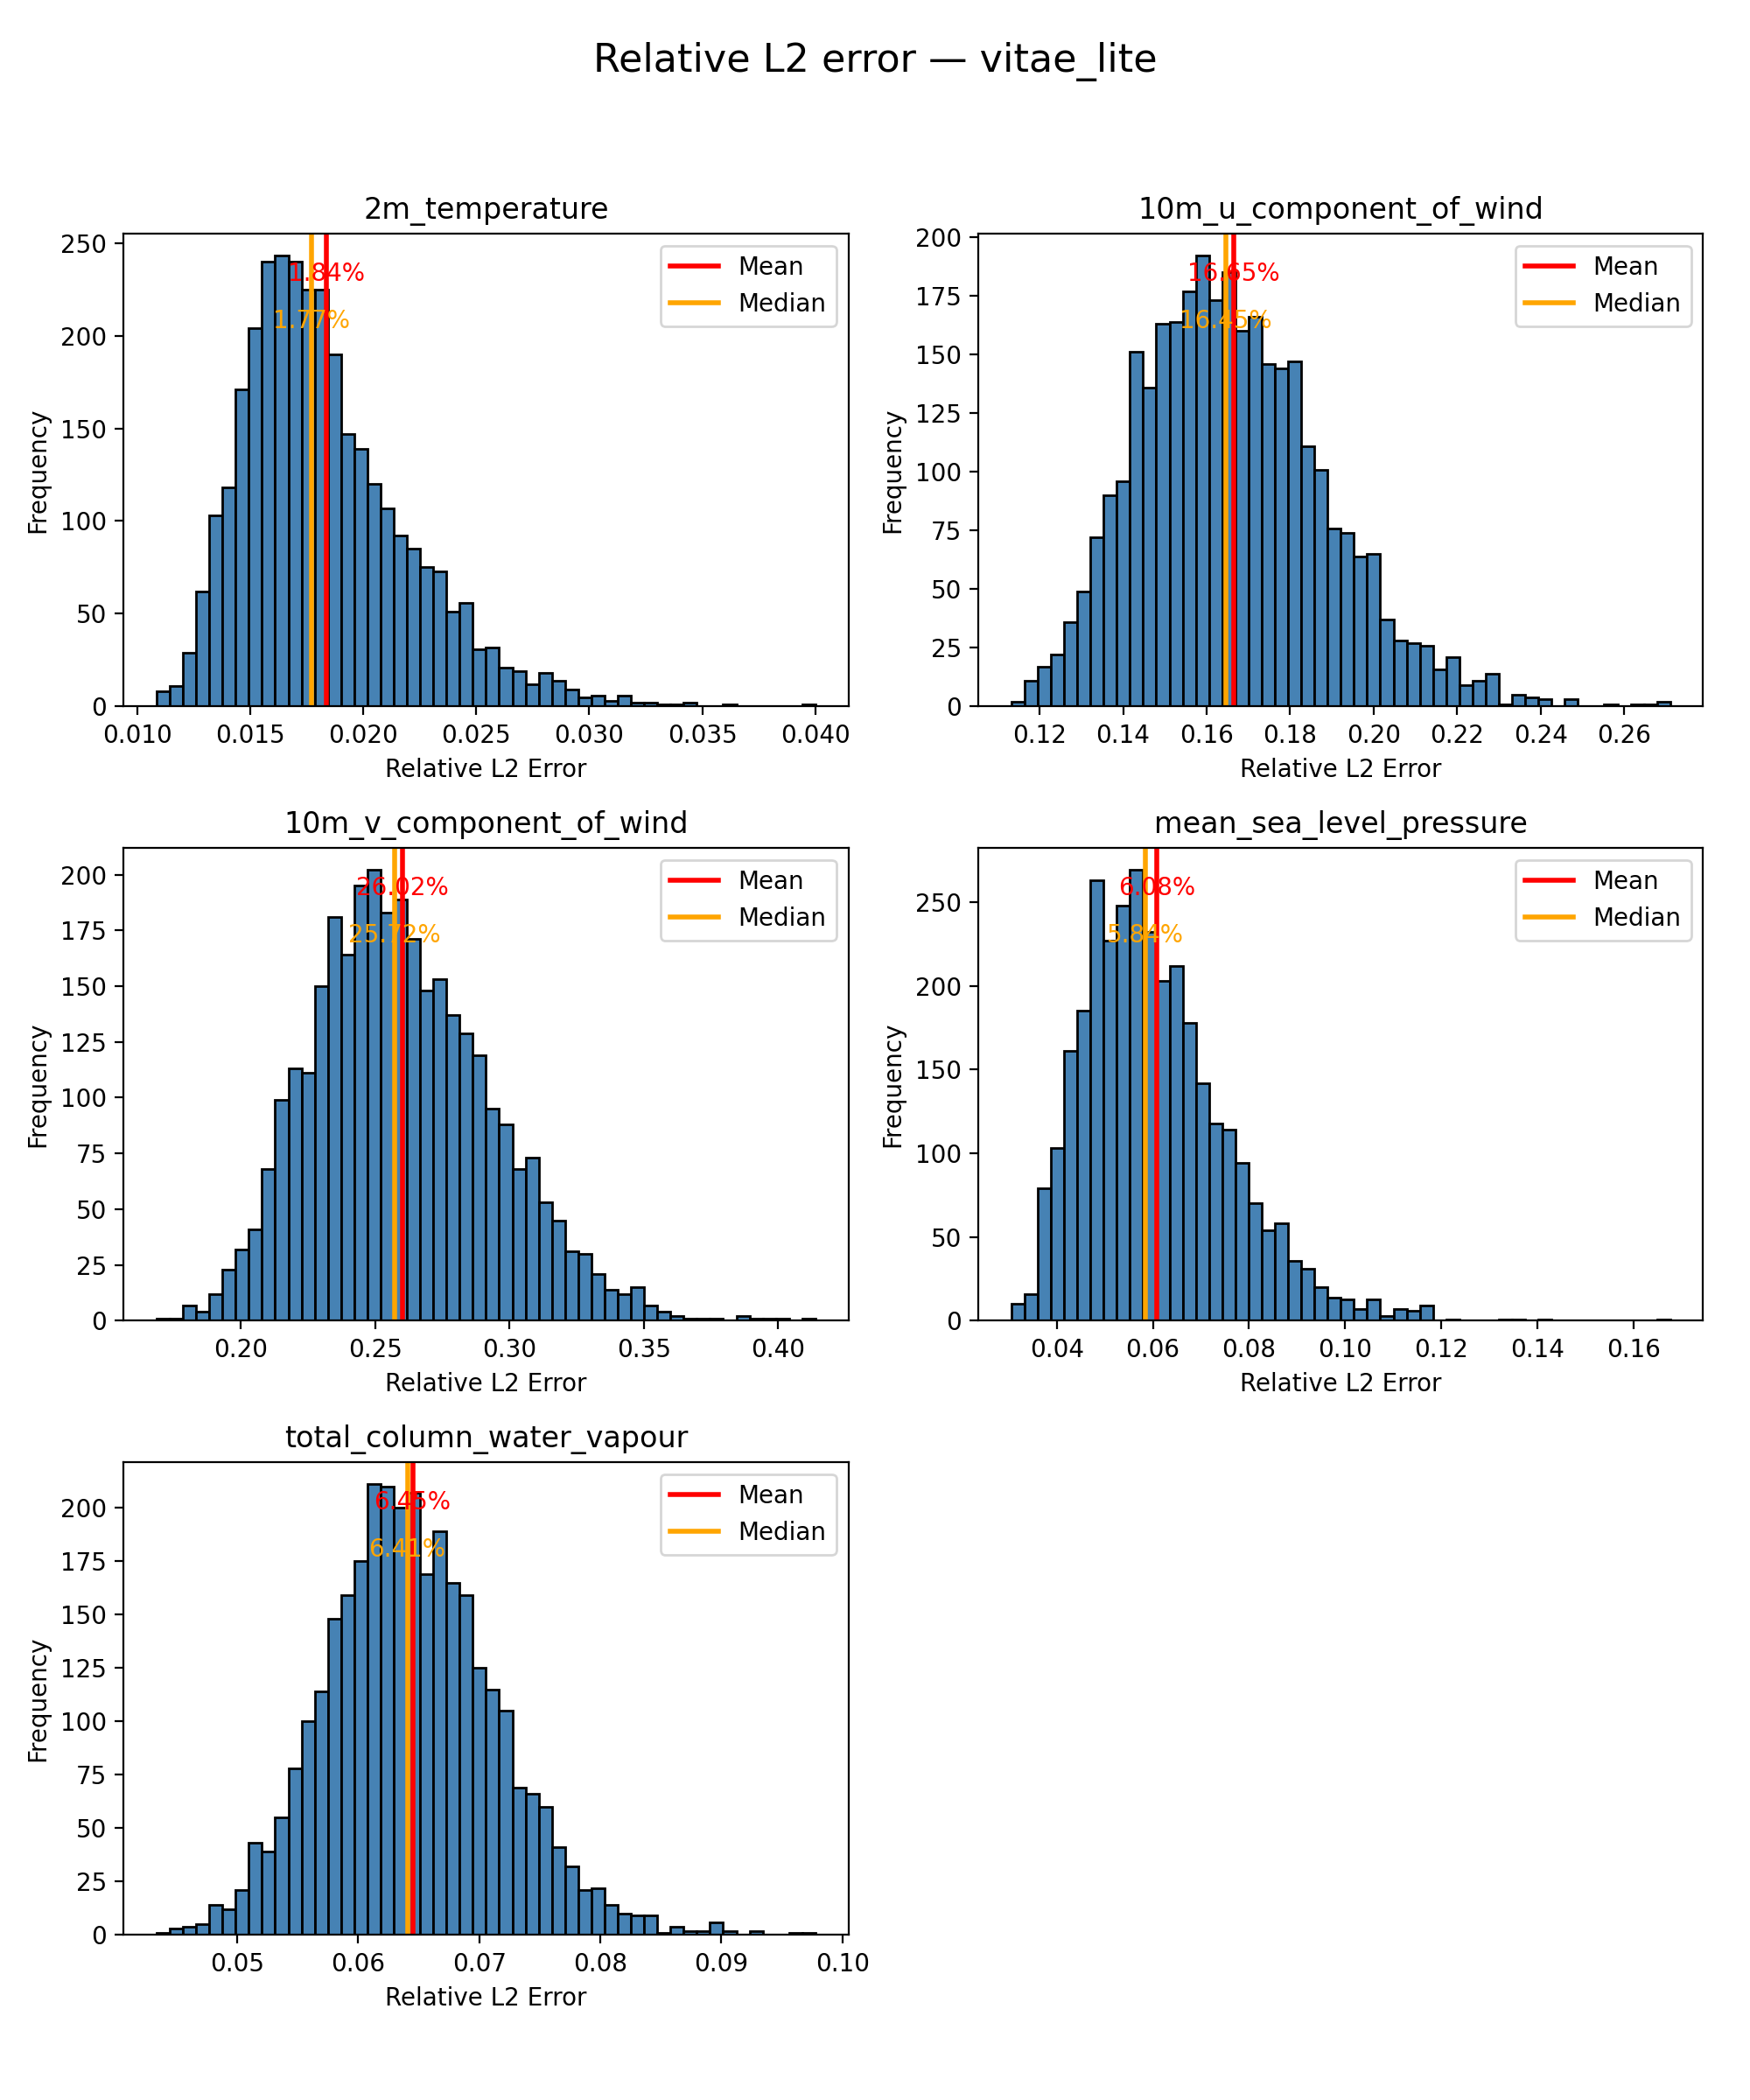 Relative L2 error — vitae_lite
2m_temperature
250
200
150
100
50
0
Frequency
1.84%
1.77%
Mean
Median
0.010 0.015 0.020 0.025 0.030 0.035 0.040
Relative L2 Error
10m_u_component_of_wind
200
175
150
125
100
75
50
25
0
Frequency
16.65%
16.45%
Mean
Median
0.12 0.14 0.16 0.18 0.20 0.22 0.24 0.26
Relative L2 Error
10m_v_component_of_wind
200
175
150
125
100
75
50
25
0
Frequency
26.02%
25.72%
Mean
Median
0.20 0.25 0.30 0.35 0.40
Relative L2 Error
mean_sea_level_pressure
250
200
150
100
50
0
Frequency
6.08%
5.84%
Mean
Median
0.04 0.06 0.08 0.10 0.12 0.14 0.16
Relative L2 Error
total_column_water_vapour
200
175
150
125
100
75
50
25
0
Frequency
6.45%
6.41%
Mean
Median
0.05 0.06 0.07 0.08 0.09 0.10
Relative L2 Error